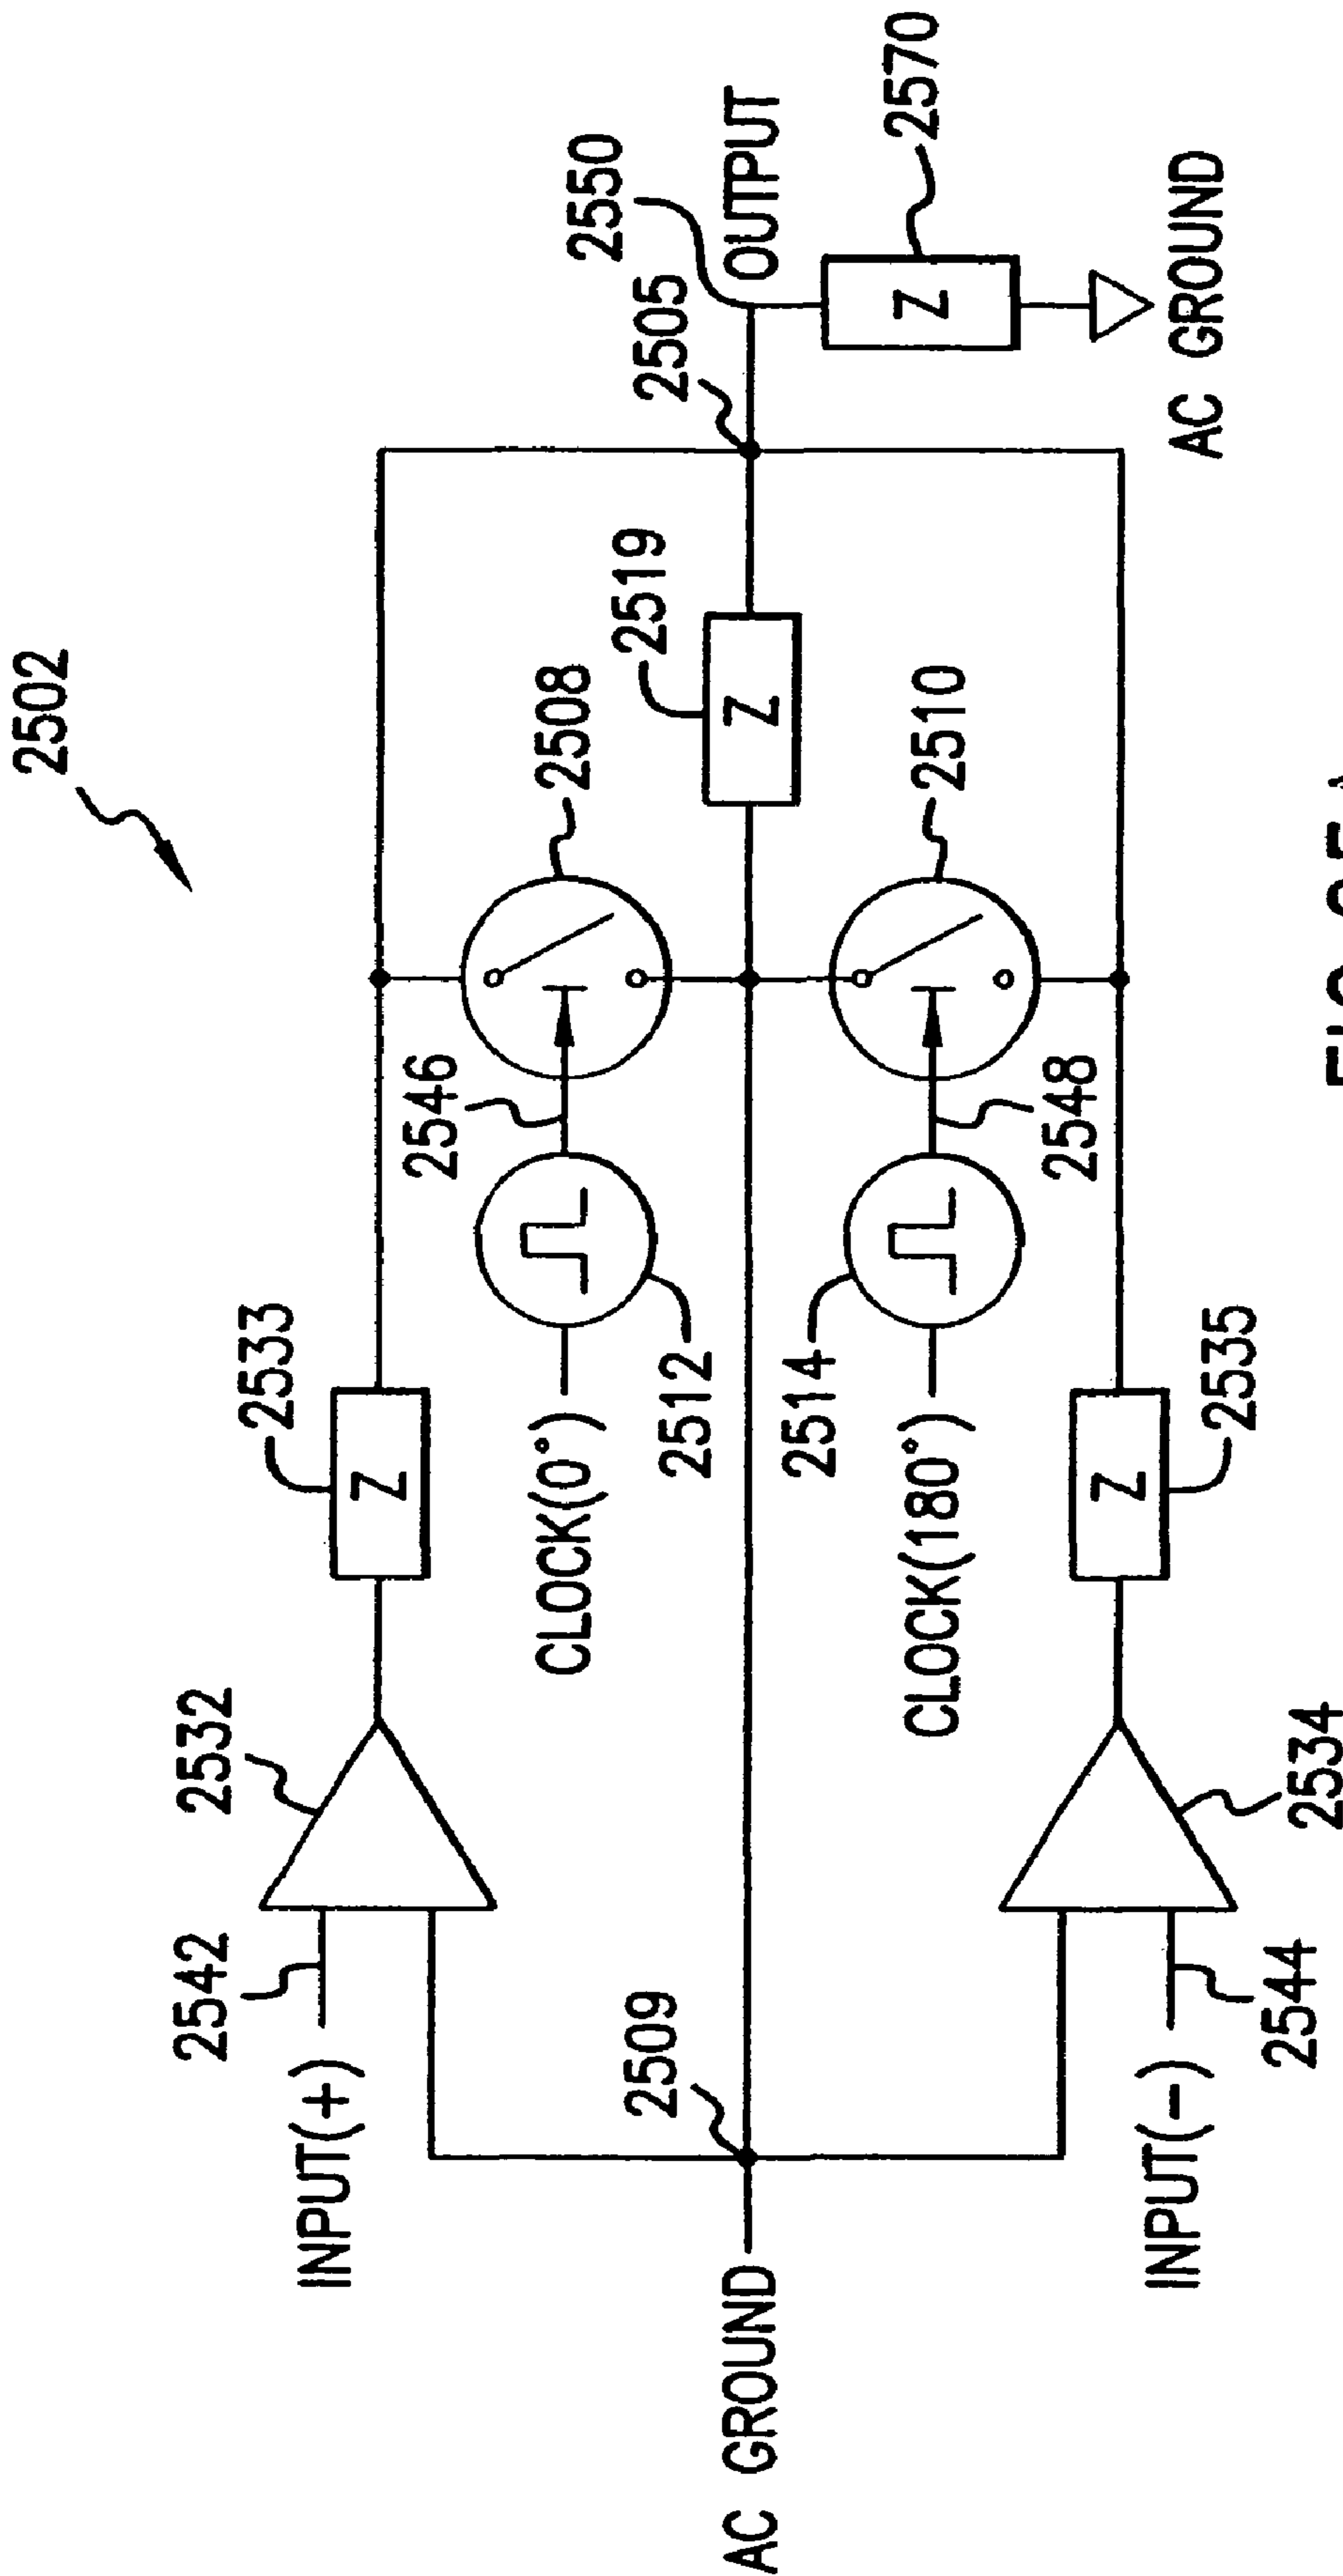 2502
2542
INPUT(+)
2532
2533
2546
2508
CLOCK(0°)
2512
2519
2505
2550
OUTPUT
Z
Z
Z
2570
AC GROUND
AC GROUND
2509
2514
CLOCK(180°)
2510
2548
Z
2535
INPUT(-)
2544
2534